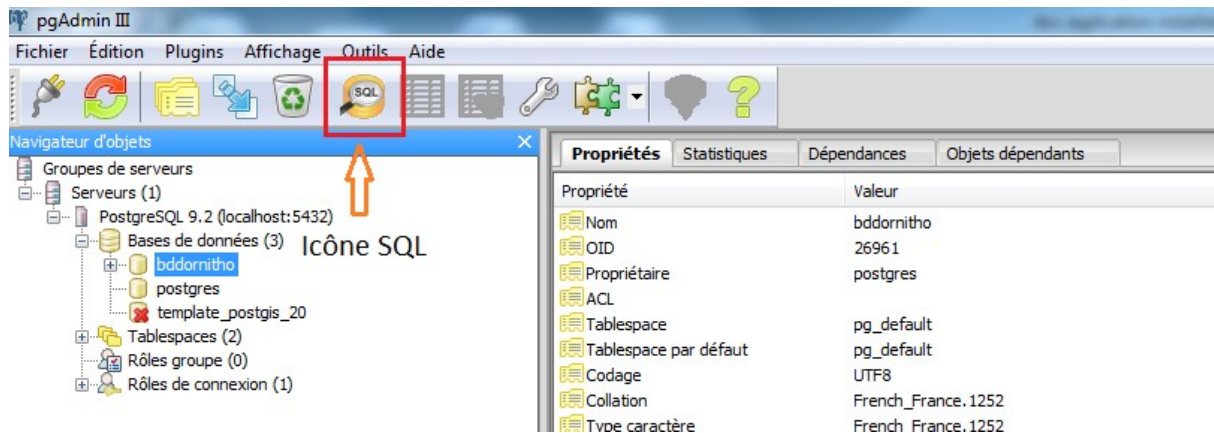 pgAdmin III
Fichier Édition Plugins Affichage Outils Aide
SQL
Navigateur d'objets
Groupes de serveurs
Serveurs (1)
PostgreSQL 9.2 (localhost:5432)
Bases de données (3)
bddornitho
postgres
template_postgis_20
Tablespaces (2)
Rôles groupe (0)
Rôles de connexion (1)
Icône SQL
Propriétés Statistiques Dépendances Objets dépendants
Propriété Valeur
Nom bddornitho
OID 26961
Propriétaire postgres
ACL
Tablespace pg_default
Tablespace par défaut pg_default
Codage UTF8
Collation French_France.1252
Type caractère French_France.1252